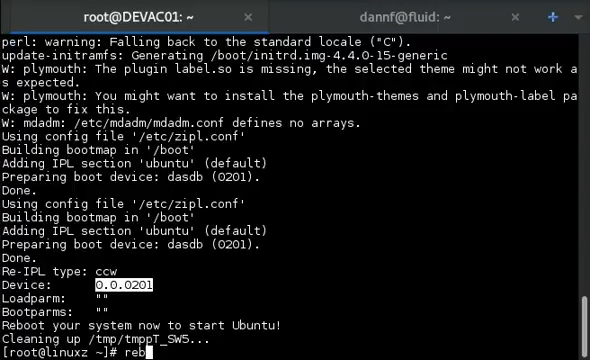 root@DEVAC01: ~ × dannf@fluid: ~ ×
perl: warning: Falling back to the standard locale ("C").
update-initramfs: Generating /boot/initrd.img-4.4.0-15-generic
W: plymouth: The plugin label.so is missing, the selected theme might not work a
s expected.
W: plymouth: You might want to install the plymouth-themes and plymouth-label pa
ckage to fix this.
W: mdadm: /etc/mdadm/mdadm.conf defines no arrays.
Using config file '/etc/zipl.conf'
Building bootmap in '/boot'
Adding IPL section 'ubuntu' (default)
Preparing boot device: dasdb (0201).
Done.
Using config file '/etc/zipl.conf'
Building bootmap in '/boot'
Adding IPL section 'ubuntu' (default)
Preparing boot device: dasdb (0201).
Done.
Re-IPL type: ccw
Device:      0.0.0201
Loadparm:    ""
Bootparms:   ""
Reboot your system now to start Ubuntu!
Cleaning up /tmp/tmppT_SW5...
[root@linuxz ~]# reb